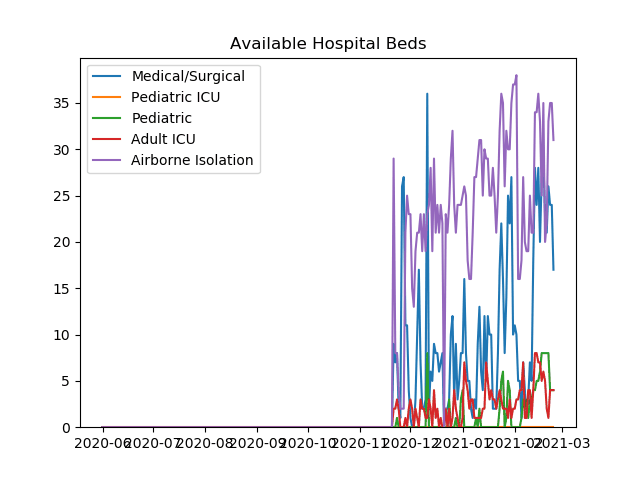 Available Hospital Beds
Medical/Surgical
Pediatric ICU
Pediatric
Adult ICU
Airborne Isolation
35
30
25
20
15
10
5
0
2020-06 2020-07 2020-08 2020-09 2020-10 2020-11 2020-12 2021-01 2021-02 2021-03